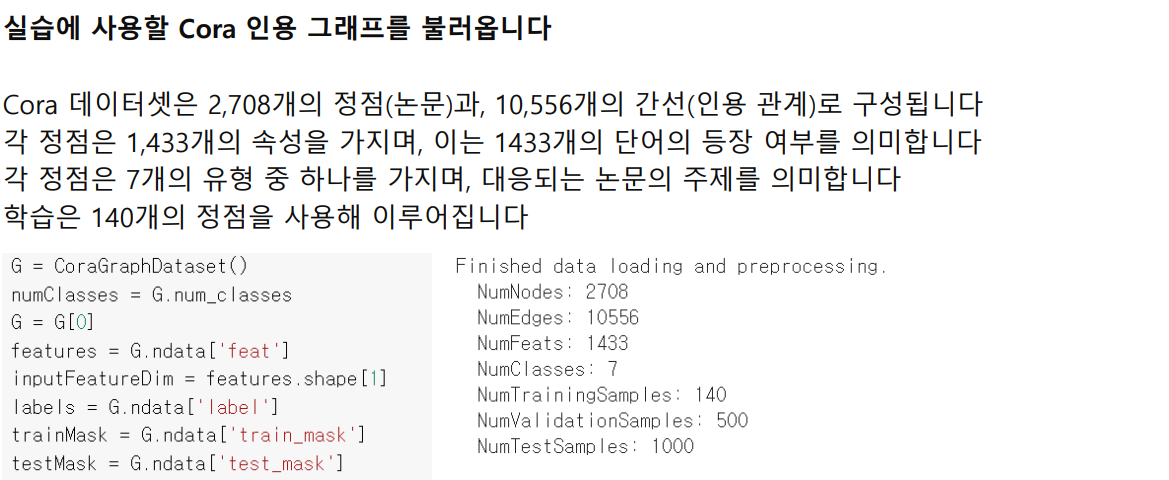 실습에 사용할 Cora 인용 그래프를 불러옵니다
Cora 데이터셋은 2,708개의 정점(논문)과, 10,556개의 간선(인용 관계)로 구성됩니다
각 정점은 1,433개의 속성을 가지며, 이는 1433개의 단어의 등장 여부를 의미합니다
각 정점은 7개의 유형 중 하나를 가지며, 대응되는 논문의 주제를 의미합니다
학습은 140개의 정점을 사용해 이루어집니다
G = CoraGraphDataset()
numClasses = G.num_classes
G = G[0]
features = G.ndata['feat']
inputFeatureDim = features.shape[1]
labels = G.ndata['label']
trainMask = G.ndata['train_mask']
testMask = G.ndata['test_mask']
Finished data loading and preprocessing.
NumNodes: 2708
NumEdges: 10556
NumFeats: 1433
NumClasses: 7
NumTrainingSamples: 140
NumValidationSamples: 500
NumTestSamples: 1000